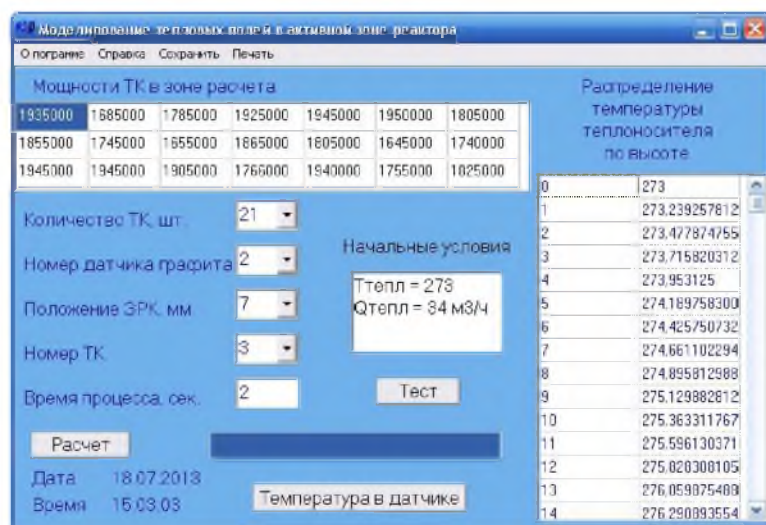 Моделирование тепловых полей в активной зоне реактора
О програме Справка Сохранить Печать
Мощности ТК в зоне расчета
1935000 1685000 1785000 1925000 1945000 1950000 1805000
1855000 1745000 1655000 1865000 1805000 1645000 1740000
1945000 1945000 1905000 1766000 1940000 1755000 1825000
Количество ТК, шт. 21
Номер датчика графита 2
Положение ЭРК, мм 7
Номер ТК 3
Время процесса, сек. 2
Начальные условия
Tтепл = 273
Qтепл = 34 м3/ч
Тест
Расчет
Дата 18.07.2013
Время 15:03:03
Температура в датчике
Распределение
температуры
теплоносителя
по высоте
0 273
1 273,239257812
2 273,477874755
3 273,715820312
4 273,953125
5 274,189758300
6 274,425750732
7 274,661102294
8 274,895812988
9 275,129882812
10 275,363311767
11 275,596130371
12 275,828308105
13 276,059875488
14 276,290893554